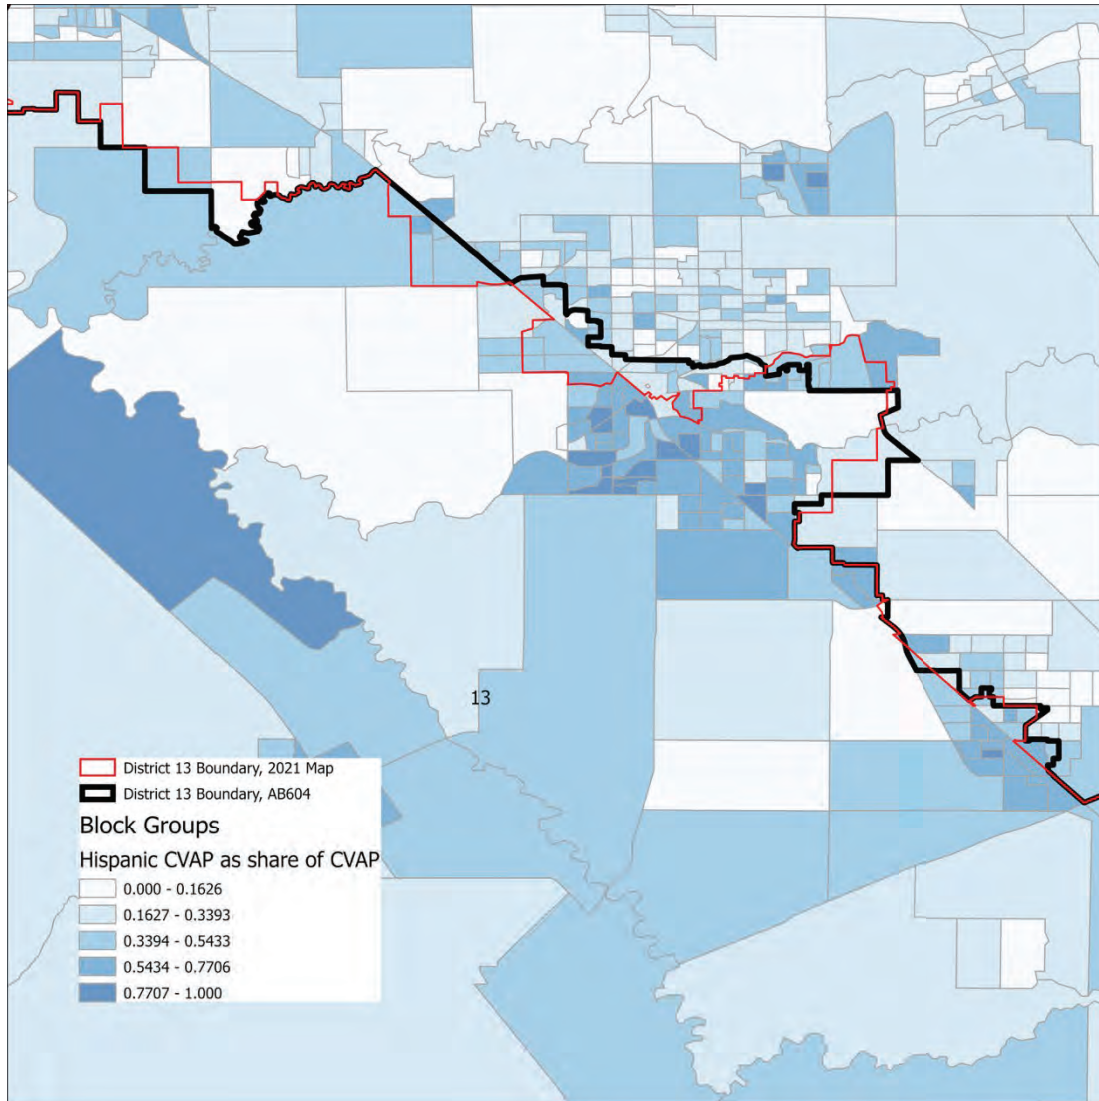 13
District 13 Boundary, 2021 Map
District 13 Boundary, AB604
Block Groups
Hispanic CVAP as share of CVAP
0.000 - 0.1626
0.1627 - 0.3393
0.3394 - 0.5433
0.5434 - 0.7706
0.7707 - 1.000